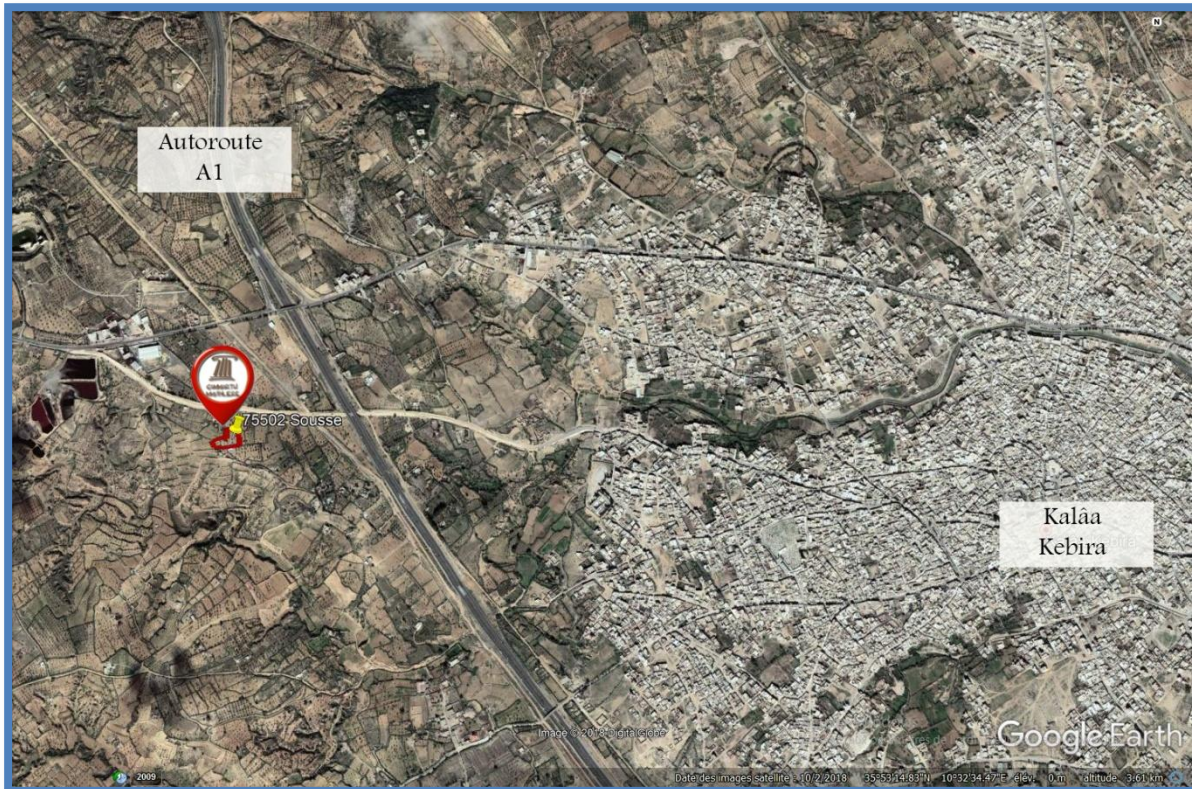 N
Autoroute
A1
75502-Sousse
Kalâa
Kebira
Image © 2018 DigitalGlobe
Google Earth
2009
Date des images satellite : 10/2/2018 35°53'14.83"N 10°32'34.47"E élév. 0 m altitude 3.61 km